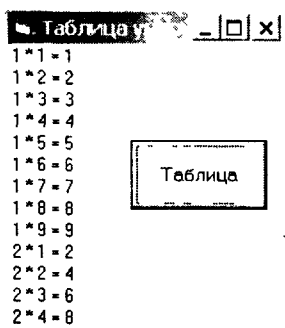 Таблица
1 * 1 = 1
1 * 2 = 2
1 * 3 = 3
1 * 4 = 4
1 * 5 = 5
1 * 6 = 6
1 * 7 = 7
1 * 8 = 8
1 * 9 = 9
2 * 1 = 2
2 * 2 = 4
2 * 3 = 6
2 * 4 = 8
Таблица